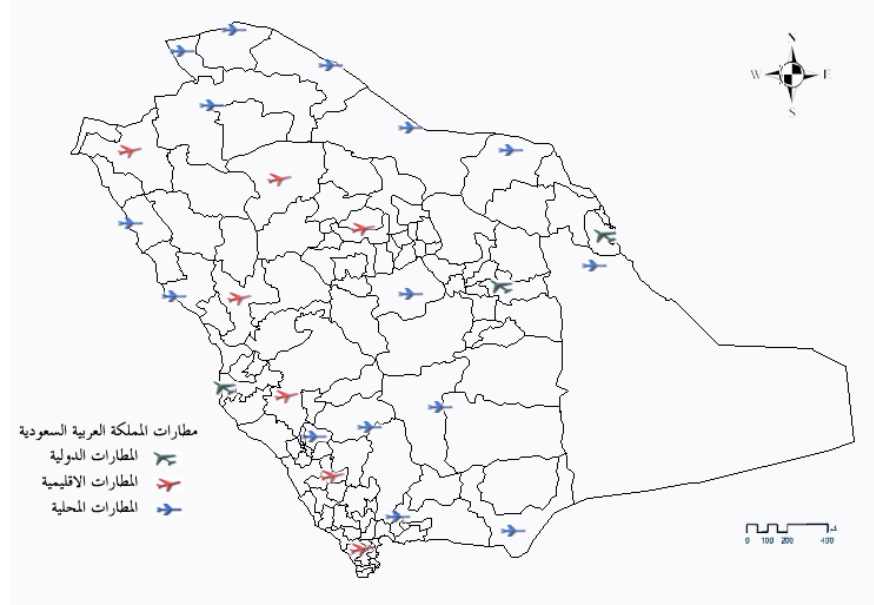 N
W E
S
مطارات المملكة العربية السعودية
المطارات الدولية
المطارات الاقليمية
المطارات المحلية
0 100 200 400